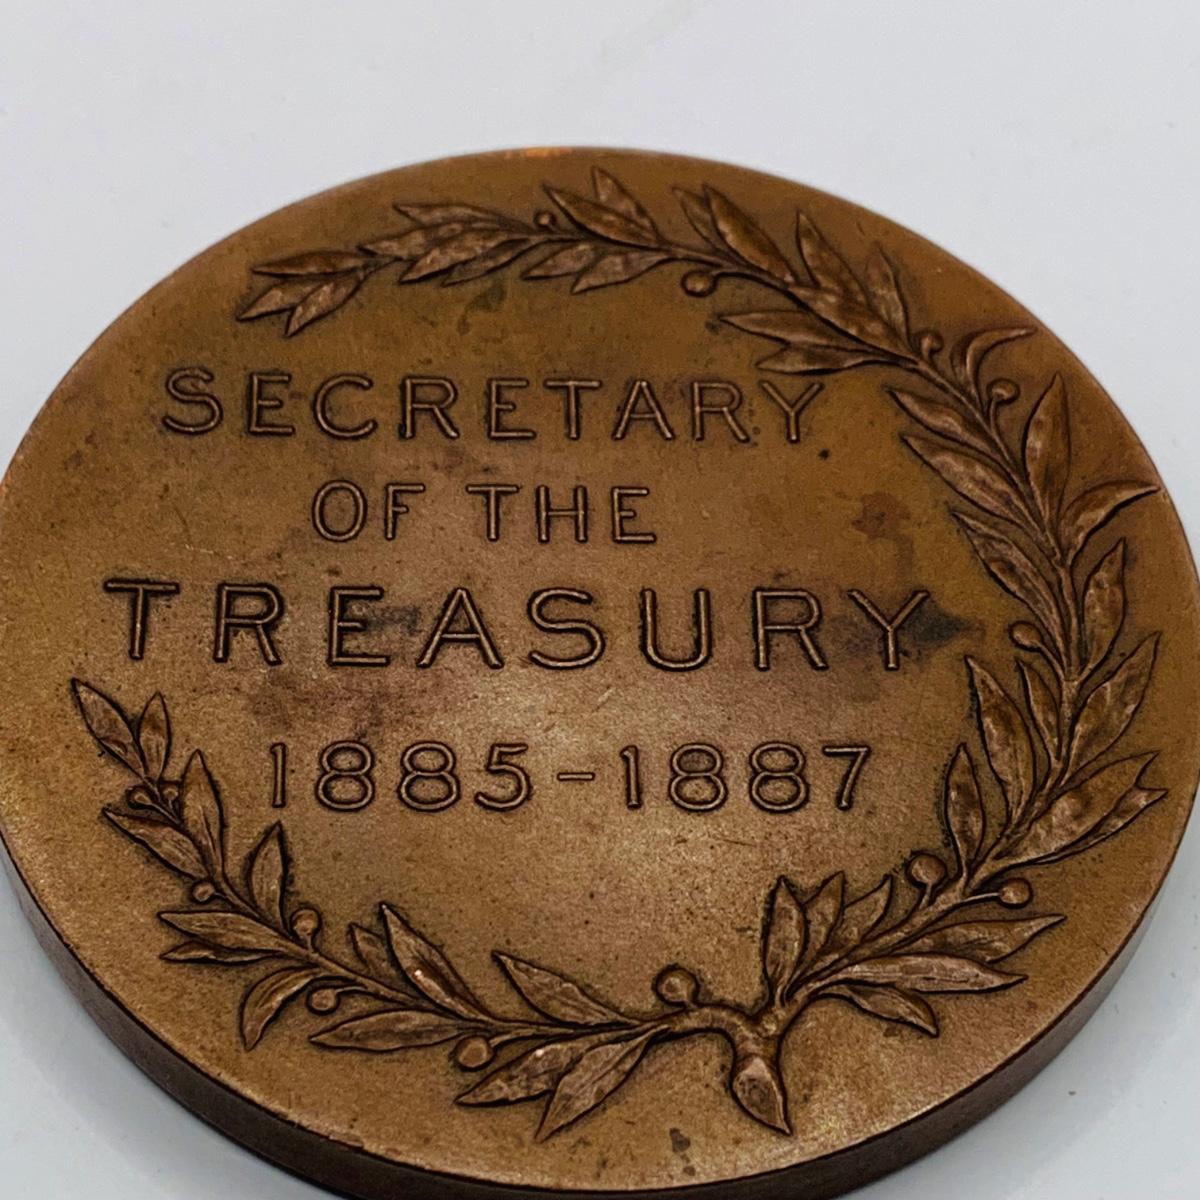 SECRETARY
OF THE
TREASURY
1885-1887